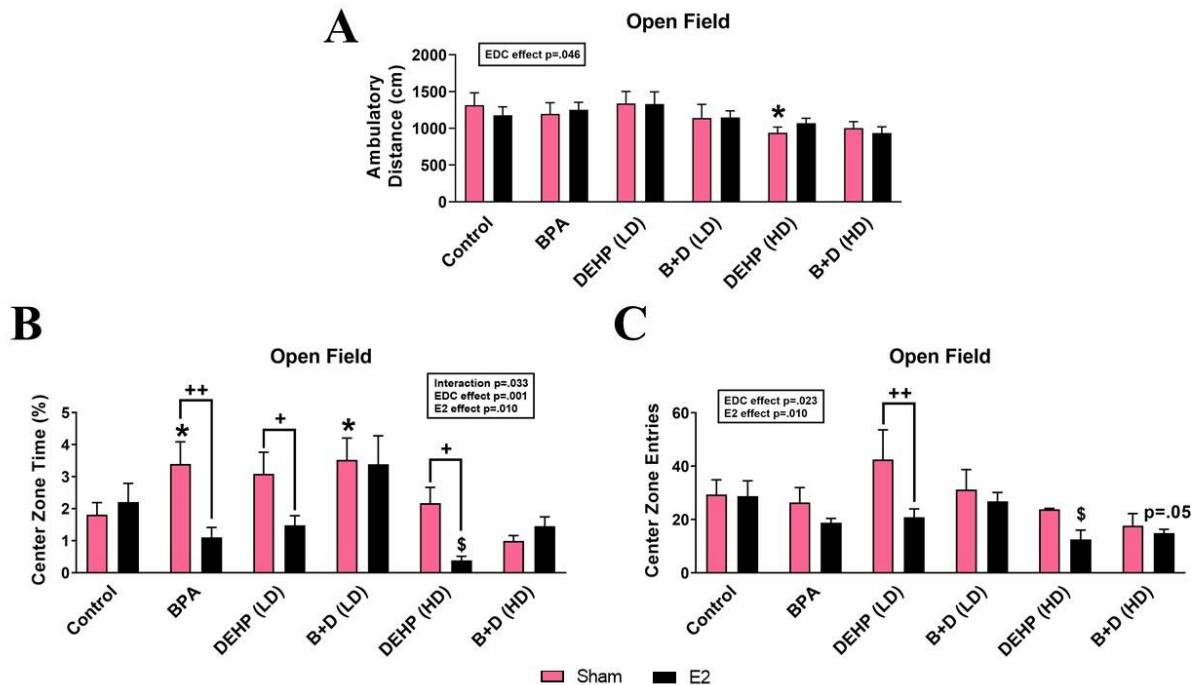 A
Open Field
EDC effect p=.046
Ambulatory
Distance (cm)
2000
1500
1000
500
0
*
Control
BPA
DEHP (LD)
B+D (LD)
DEHP (HD)
B+D (HD)
B
Open Field
Interaction p=.033
EDC effect p=.001
E2 effect p=.010
Center Zone Time (%)
5
4
3
2
1
0
++
*
+
*
+
$
Control
BPA
DEHP (LD)
B+D (LD)
DEHP (HD)
B+D (HD)
C
Open Field
EDC effect p=.023
E2 effect p=.010
Center Zone Entries
60
40
20
0
++
$
p=.05
Control
BPA
DEHP (LD)
B+D (LD)
DEHP (HD)
B+D (HD)
Sham
E2